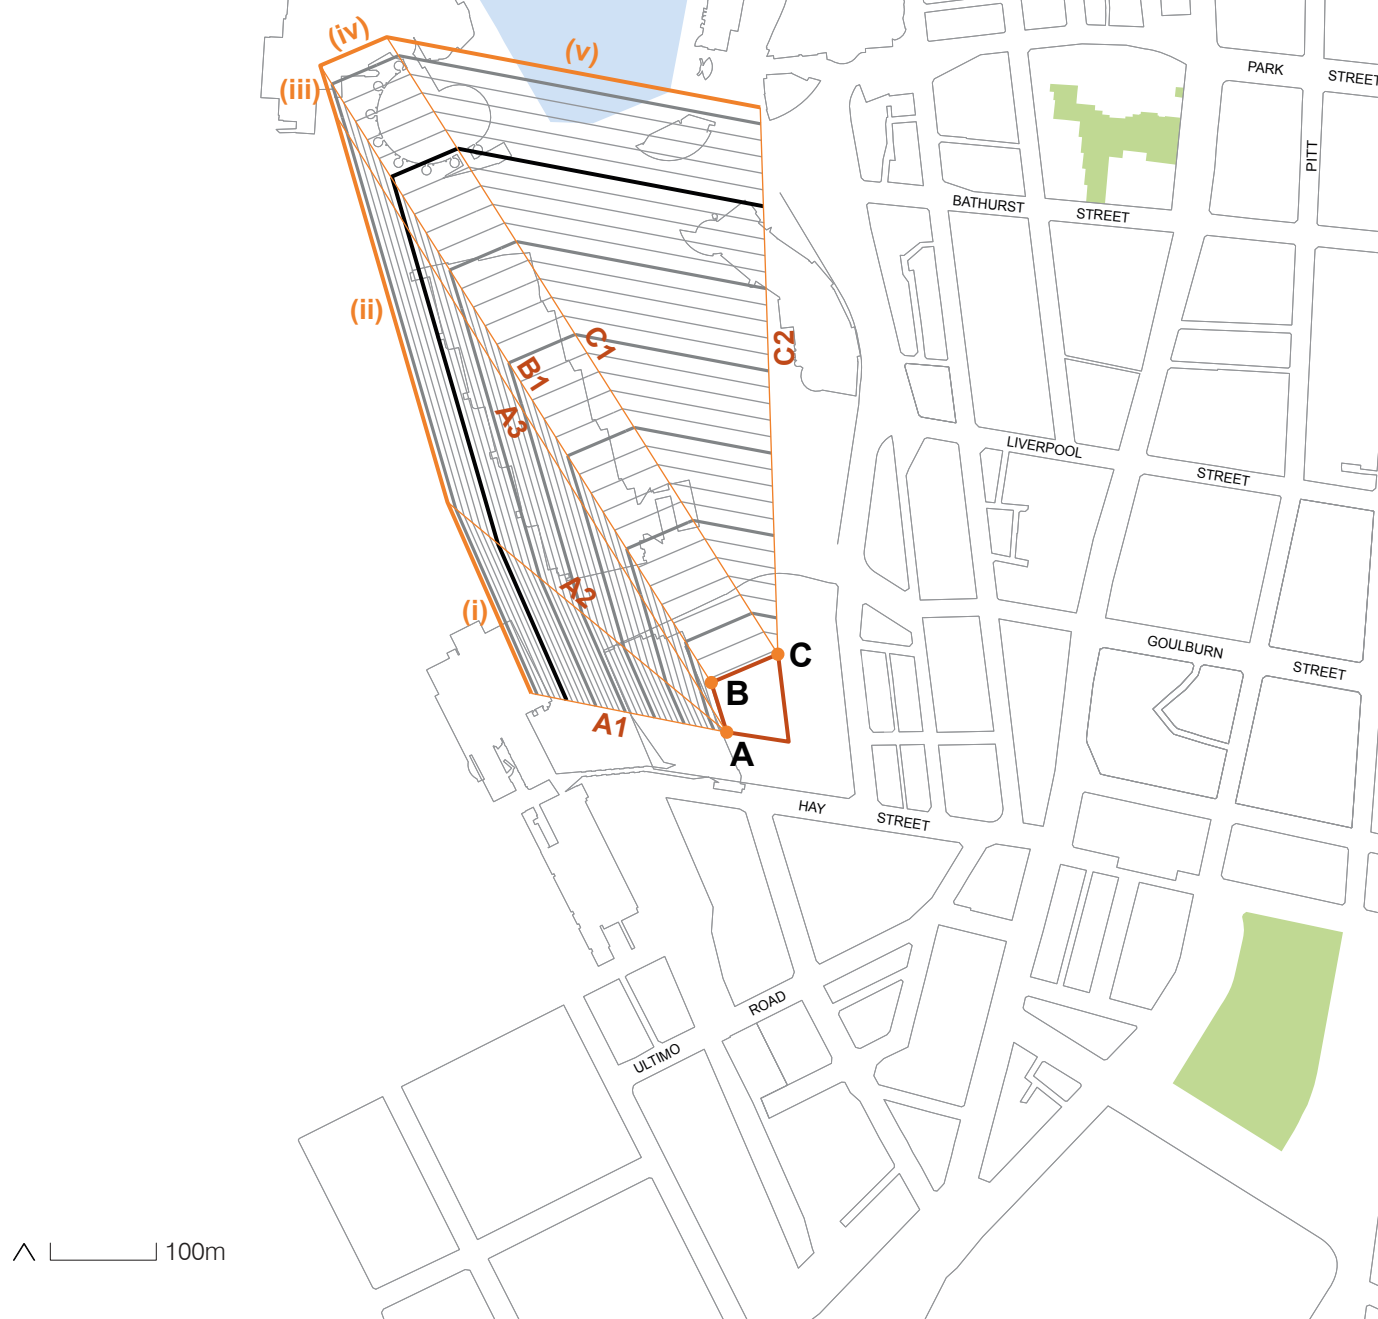 (iv)
(v)
(iii)
PARK
STREET
PITT
BATHURST
STREET
(ii)
C1
C2
B1
A3
LIVERPOOL
STREET
A2
(i)
GOULBURN
STREET
C
B
A1
A
HAY
STREET
ROAD
ULTIMO
100m